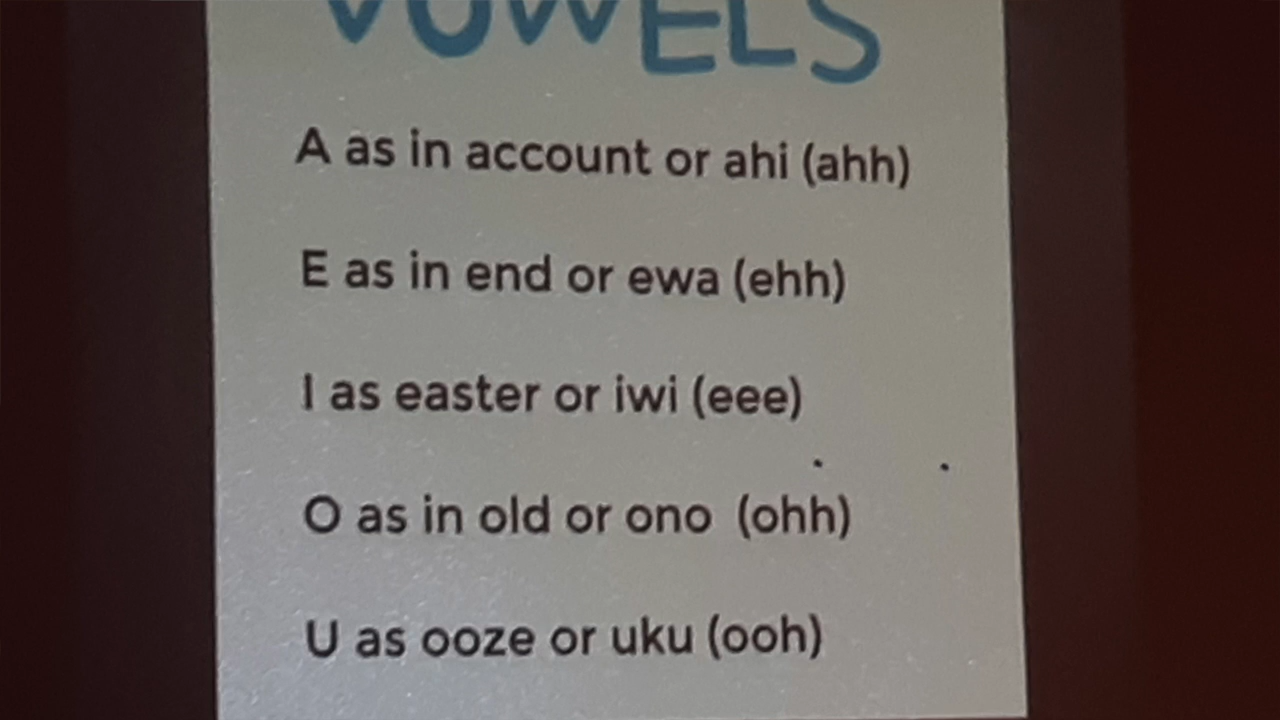 VOWELS
A as in account or ahi (ahh)
E as in end or ewa (ehh)
I as easter or iwi (eee)
O as in old or ono (ohh)
U as ooze or uku (ooh)